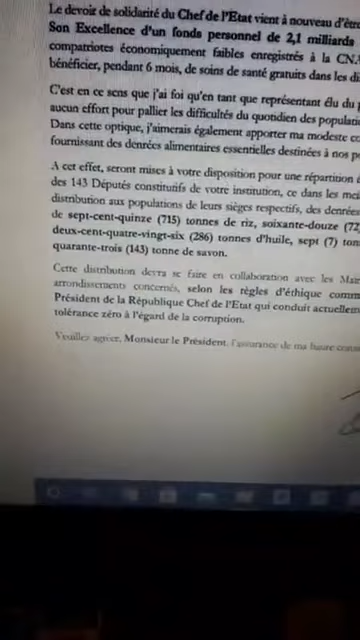 Le devoir de solidarité du Chef de l'Etat vient à nouveau d'être
Son Excellence d'un fonds personnel de 2,1 milliards
compatriotes économiquement faibles enregistrés à la CN
bénéficier, pendant 6 mois, de soins de santé gratuits dans les
C'est en ce sens que j'ai foi qu'en tant que représentant élu du
aucun effort pour pallier les difficultés du quotidien des
Dans cette optique, j'aimerais également apporter ma modeste
fournissant des denrées alimentaires essentielles destinées à nos
A cet effet, seront mises à votre disposition pour une répartition
des 143 Députés constitutifs de votre institution, ce dans les
distribution aux populations de leurs sièges respectifs, des
de sept-cent-quinze (715) tonnes de riz, soixante-douze (72
deux-cent-quatre-vingt-six (286) tonnes d'huile, sept (7)
quarante-trois (143) tonne de savon.
Cette distribution devra se faire en collaboration avec les
arrondissements concernés, selon les règles d'éthique
Président de la République Chef de l'Etat qui conduit
tolérance zéro à l'égard de la corruption.
Veuillez agréer, Monsieur le Président, l'assurance de ma haute